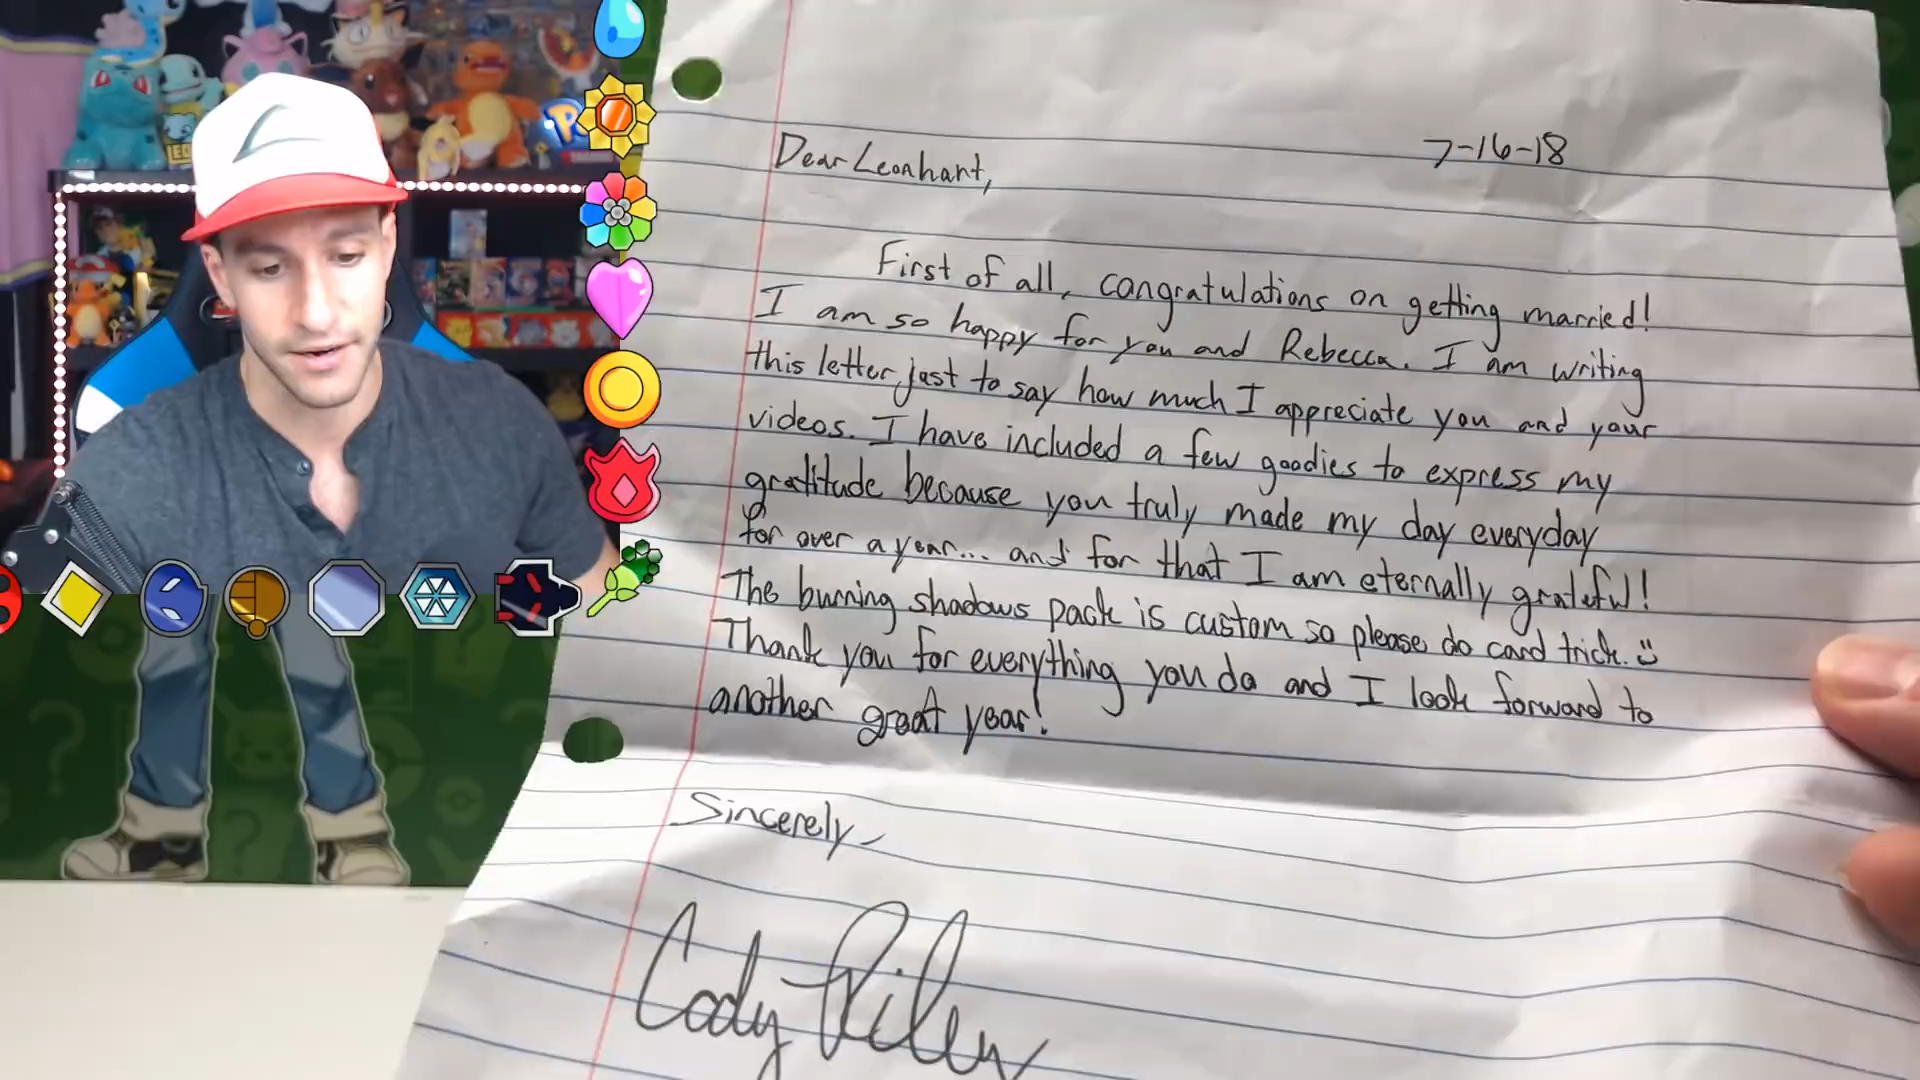 Dear Leonhart,
7-16-18
First of all, congratulations on getting married!
I am so happy for you and Rebecca. I am writing
this letter just to say how much I appreciate you and your
videos. I have included a few goodies to express my
gratitude because you truly made my day everyday
for over a year... and for that I am eternally grateful!
The burning shadows pack is custom so please do card trick.
Thank you for everything you do and I look forward to
another great year!
Sincerely-
Cody Riley